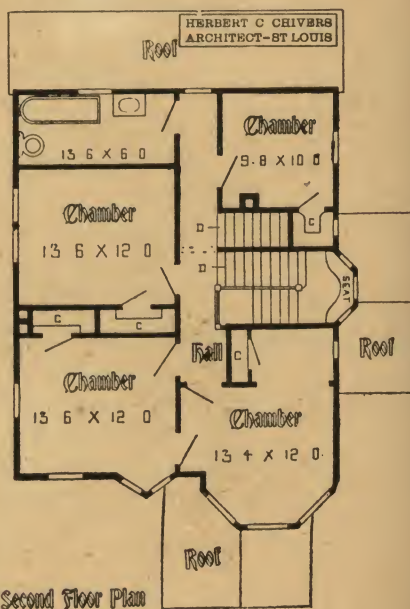 HERBERT C CHIVERS
ARCHITECT-ST LOUIS
Roof
Chamber
13 6 X 6 0
9.8 X 10 0
Chamber
13 6 X 12 0
C
D
D
SEAT
C
C
Hall
C
Roof
Chamber
13 6 X 12 0
Chamber
13 4 X 12 0
Roof
Second Floor Plan